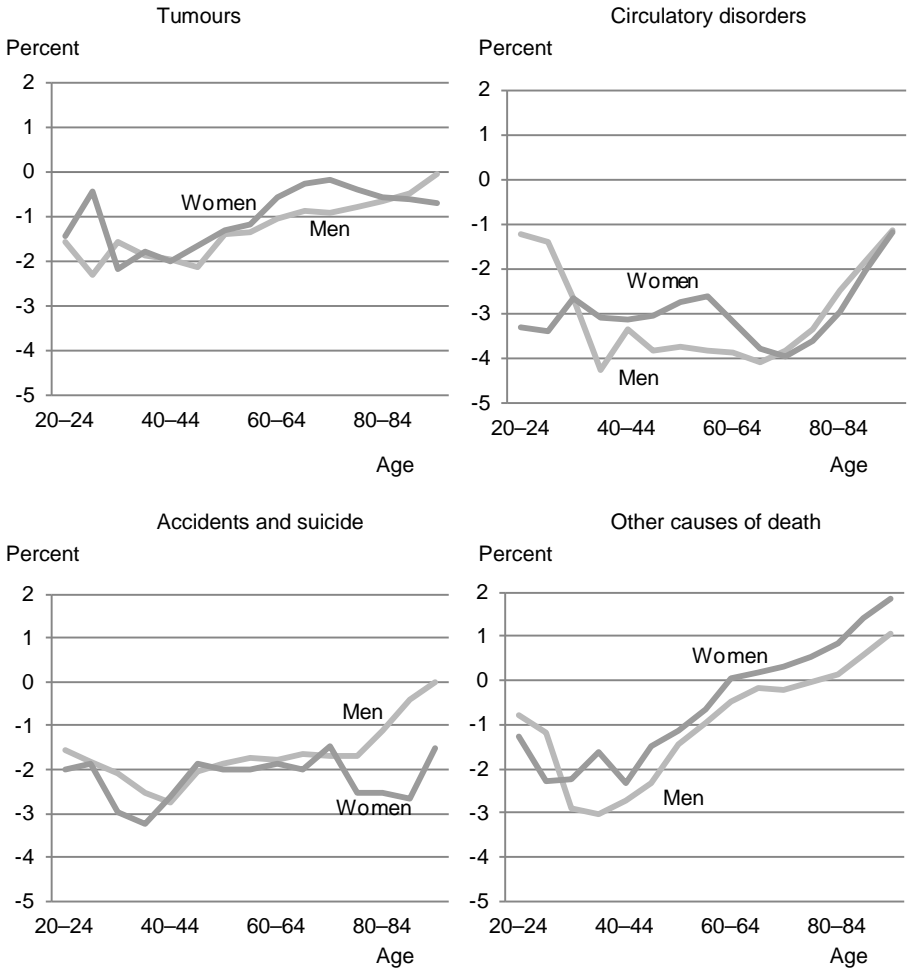 Tumours
Percent
2
1
0
-1
-2
-3
-4
-5
Women
Men
20–24 40–44 60–64 80–84
Age
Circulatory disorders
Percent
2
1
0
-1
-2
-3
-4
-5
Women
Men
20–24 40–44 60–64 80–84
Age
Accidents and suicide
Percent
2
1
0
-1
-2
-3
-4
-5
Men
Women
20–24 40–44 60–64 80–84
Age
Other causes of death
Percent
2
1
0
-1
-2
-3
-4
-5
Women
Men
20–24 40–44 60–64 80–84
Age